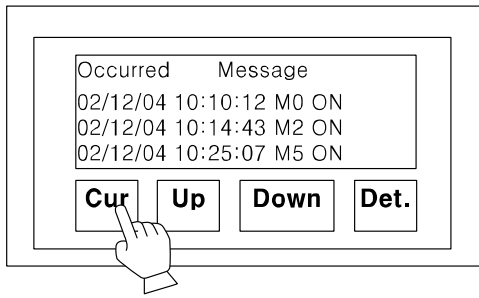 Occurred Message
02/12/04 10:10:12 M0 ON
02/12/04 10:14:43 M2 ON
02/12/04 10:25:07 M5 ON
Cur Up Down Det.